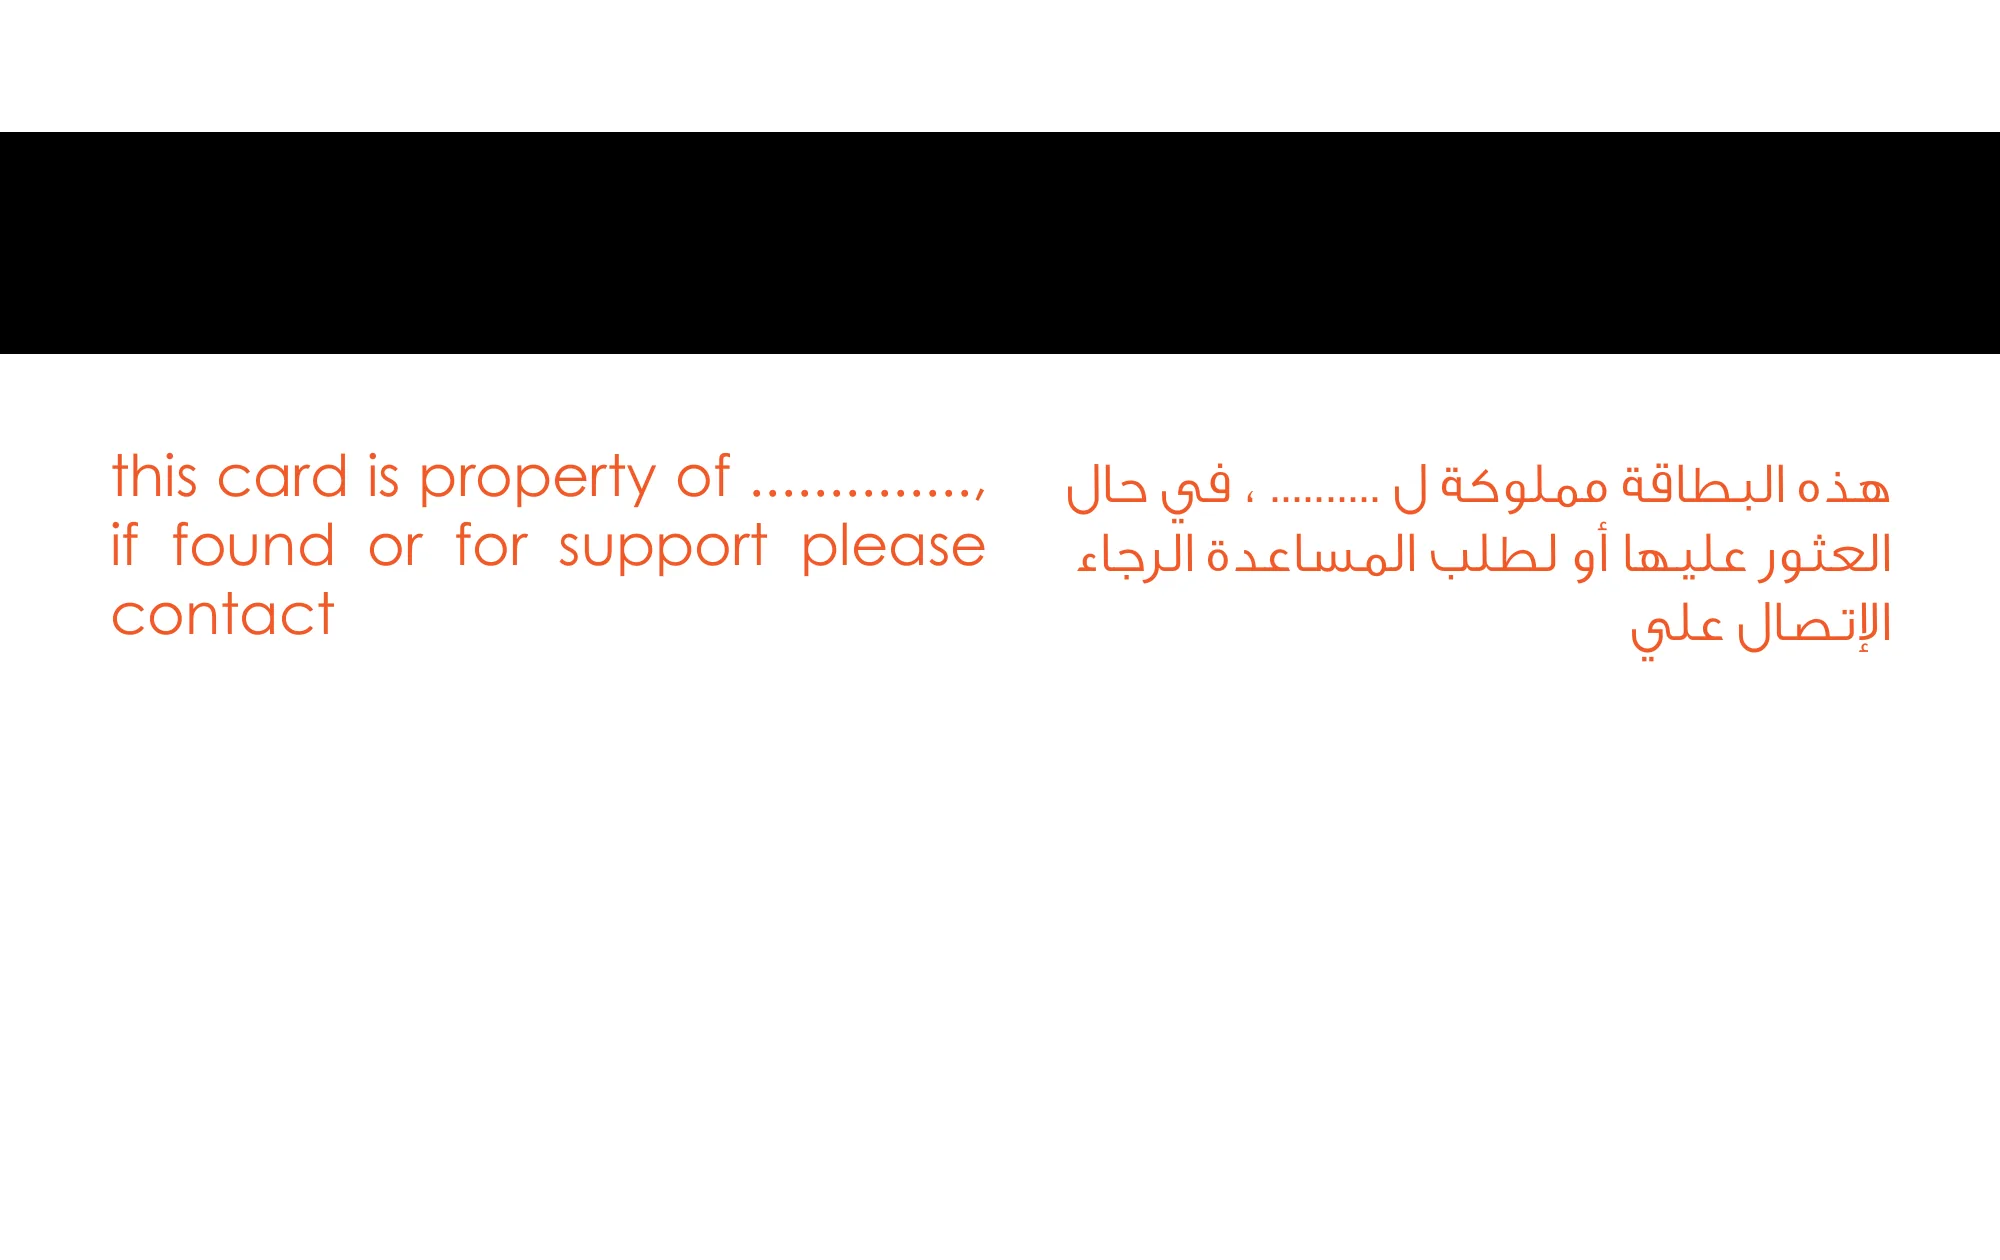 this card is property of ..............,
if found or for support please
contact
هذه البطاقة مملوكة ل .......... ، في حال
العثور عليها أو لطلب المساعدة الرجاء
الإتصال علي